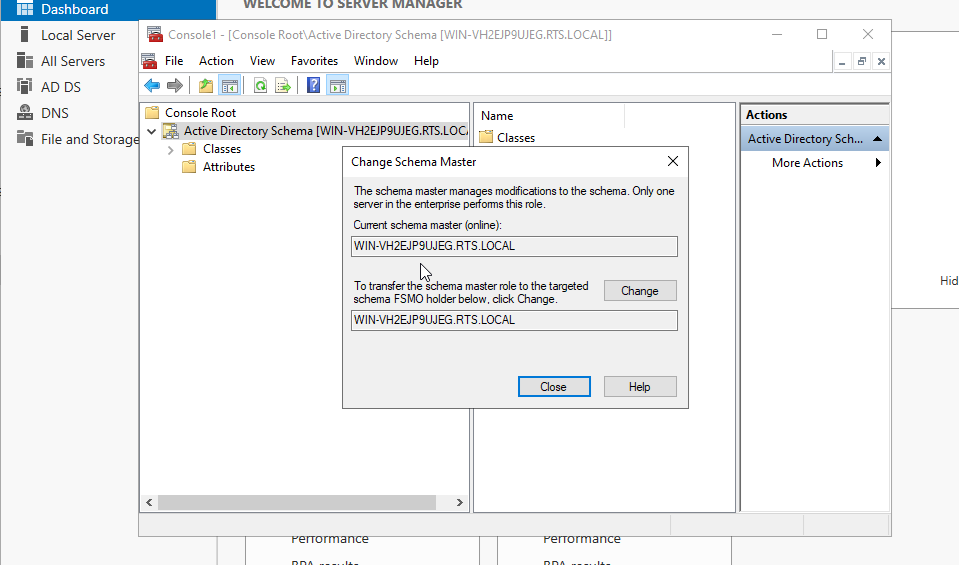 WELCOME TO SERVER MANAGER
Dashboard
Local Server
All Servers
AD DS
DNS
File and Storage
Console1 - [Console Root\Active Directory Schema [WIN-VH2EJP9UJEG.RTS.LOCAL]]
File Action View Favorites Window Help
Console Root
Active Directory Schema [WIN-VH2EJP9UJEG.RTS.LOCA
Classes
Attributes
Name
Classes
Actions
Active Directory Sch...
More Actions
Change Schema Master
The schema master manages modifications to the schema. Only one
server in the enterprise performs this role.
Current schema master (online):
WIN-VH2EJP9UJEG.RTS.LOCAL
To transfer the schema master role to the targeted
schema FSMO holder below, click Change.
Change
WIN-VH2EJP9UJEG.RTS.LOCAL
Close Help
Hid
Performance Performance
BPA results BPA results